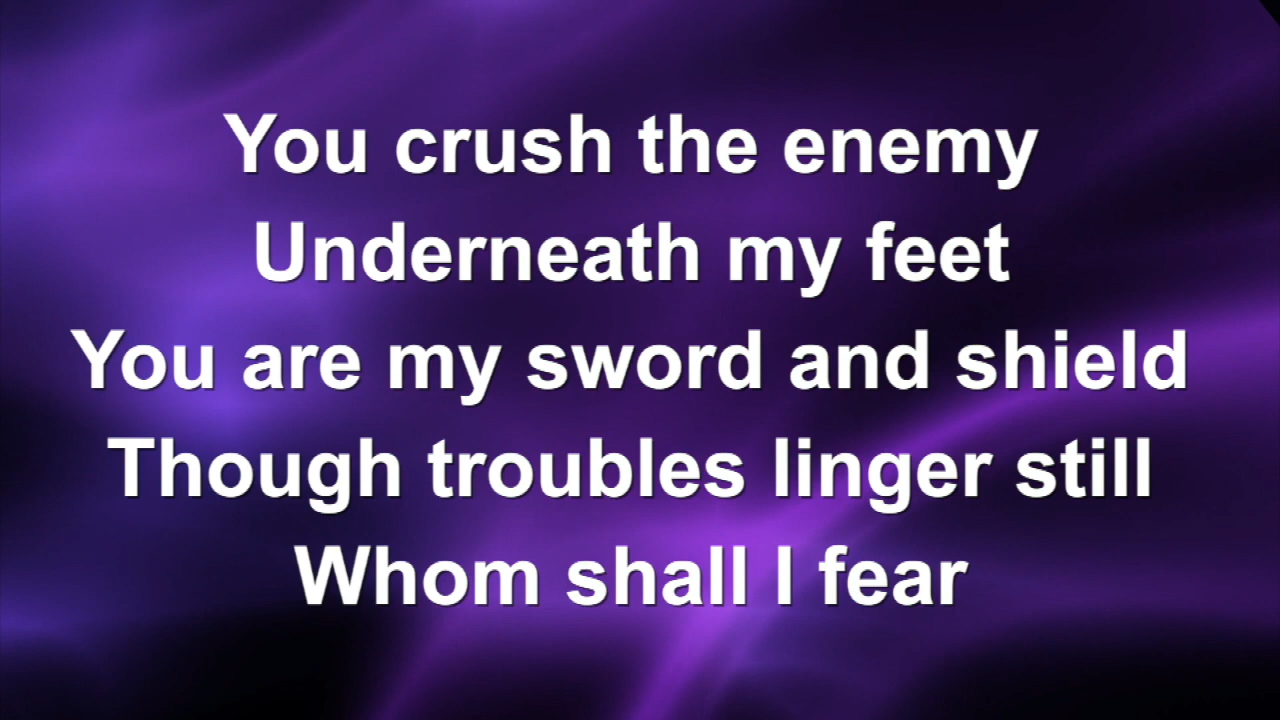 You crush the enemy
Underneath my feet
You are my sword and shield
Though troubles linger still
Whom shall I fear